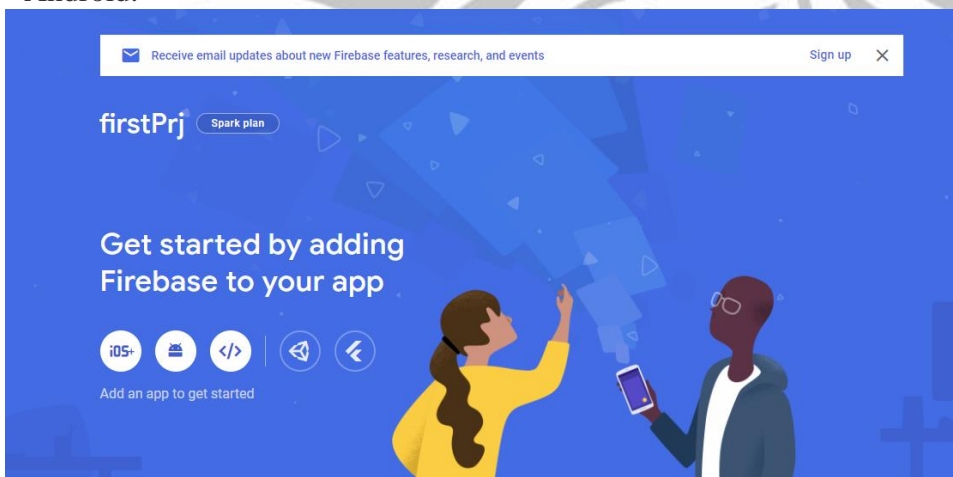 Android.
Receive email updates about new Firebase features, research, and events Sign up
firstPrj Spark plan
Get started by adding
Firebase to your app
iOS+ </>
Add an app to get started